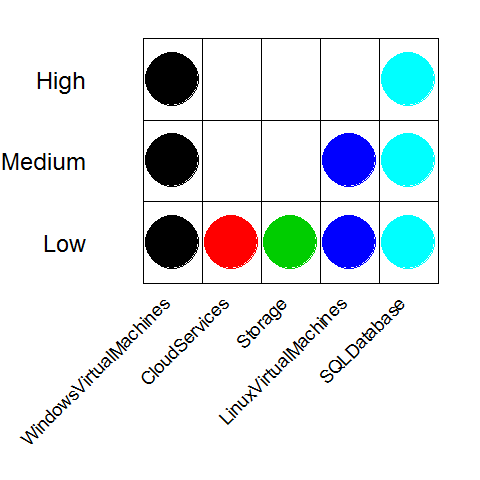 High
Medium
Low
WindowsVirtualMachines
CloudServices
Storage
LinuxVirtualMachines
SQLDatabase